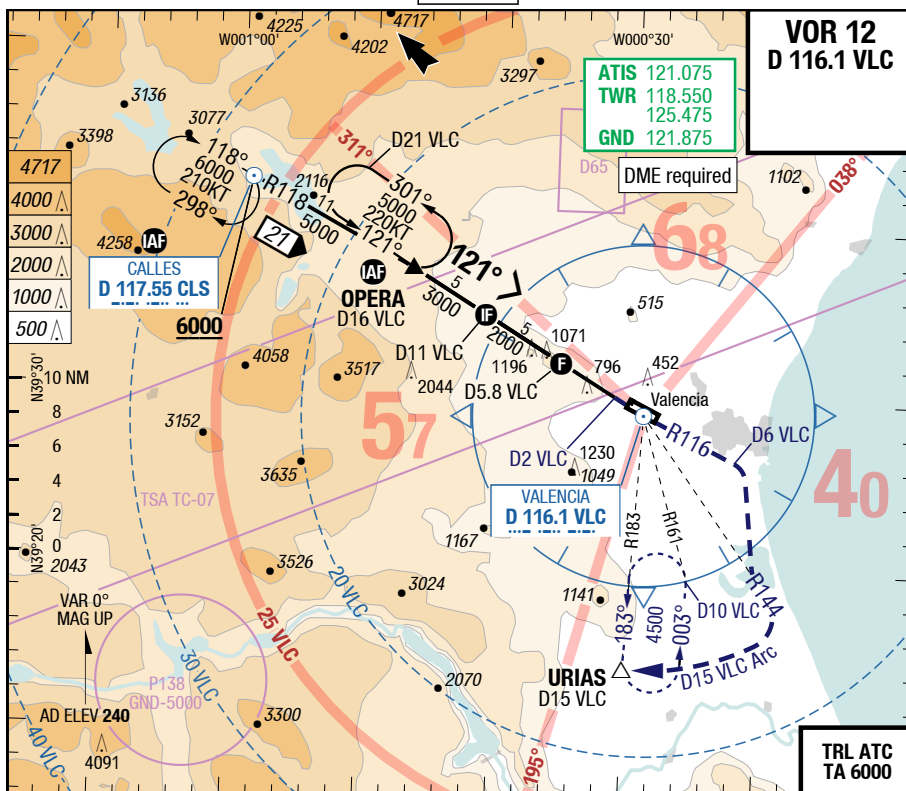 VOR 12
D 116.1 VLC
ATIS 121.075
TWR 118.550
125.475
GND 121.875
DME required
W001°00'
W000°30'
4225
4717
4202
3297
3136
3077
3398
4258
2116
1102
311°
038°
195°
D65
D21 VLC
118°
6000
210KT
298°
R118
11
5000
21
301°
5000
220KT
121°
121°
IAF
CALLES
D 117.55 CLS
6000
IAF
OPERA
D16 VLC
5
3000
IF
D11 VLC
5
2000
F
D5.8 VLC
68
57
40
515
1071
1196
796
452
Valencia
4058
3517
2044
3152
3635
D2 VLC
1230
1049
R116
D6 VLC
VALENCIA
D 116.1 VLC
R183
R161
R144
1167
1141
3526
3024
2070
3300
2043
4091
TSA TC-07
20 VLC
25 VLC
30 VLC
40 VLC
183°
4500
003°
D10 VLC
D15 VLC Arc
URIAS
D15 VLC
P138
GND-5000
VAR 0°
MAG UP
AD ELEV 240
4717
4000
3000
2000
1000
500
N39°30'
N39°20'
10 NM
8
6
4
2
0
TRL ATC
TA 6000